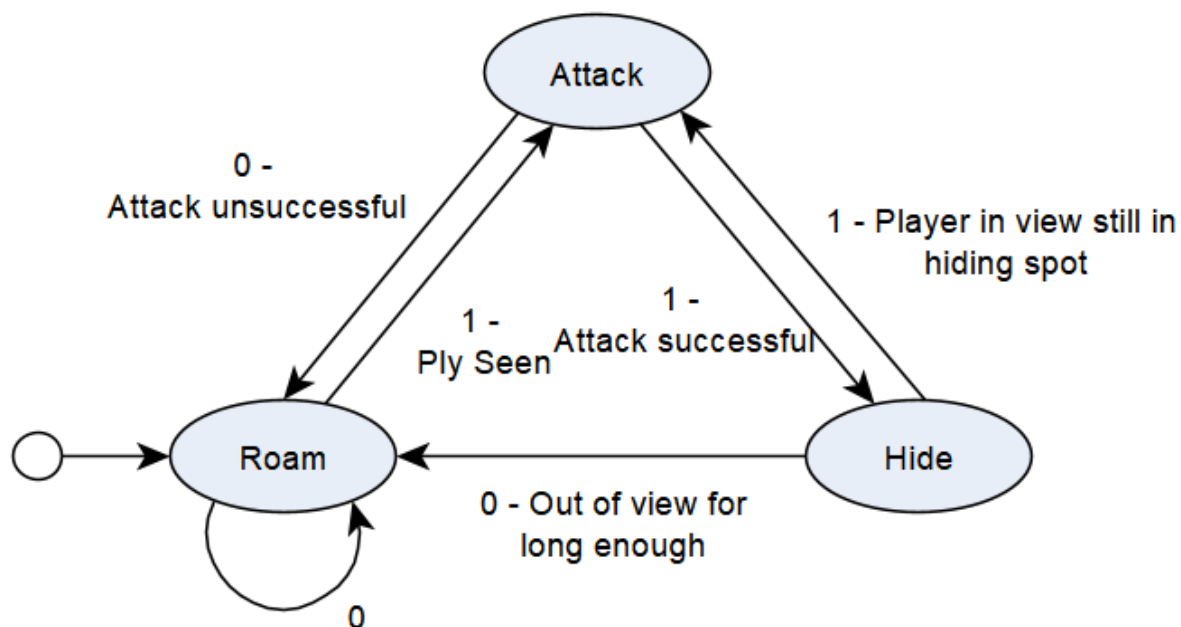 Attack
0 -
Attack unsuccessful
1 - Player in view still in
hiding spot
1 -
Ply Seen
1 -
Attack successful
Roam
Hide
0 - Out of view for
long enough
0